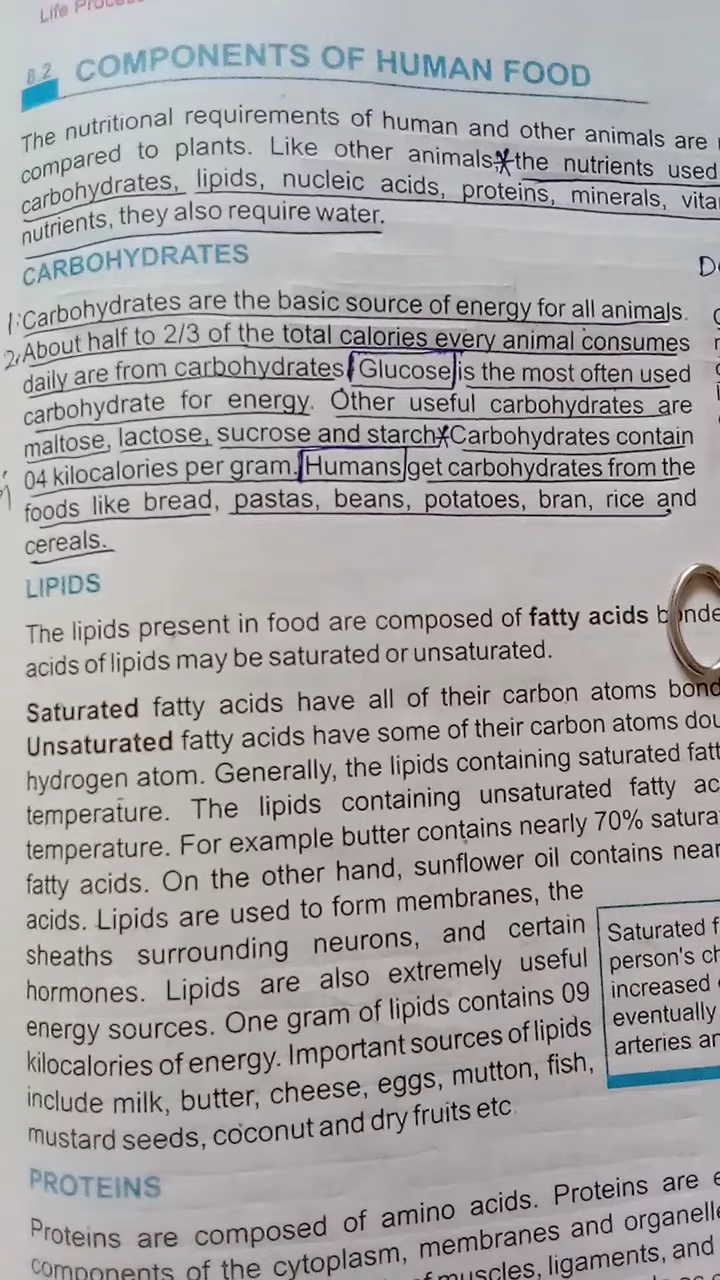 Life
8.2 COMPONENTS OF HUMAN FOOD
The nutritional requirements of human and other animals are
compared to plants. Like other animals the nutrients used
carbohydrates, lipids, nucleic acids, proteins, minerals,
nutrients, they also require water.
CARBOHYDRATES
1. Carbohydrates are the basic source of energy for all animals.
2. About half to 2/3 of the total calories every animal consumes
daily are from carbohydrates. Glucose is the most often used
carbohydrate for energy. Other useful carbohydrates are
maltose, lactose, sucrose and starch. Carbohydrates contain
04 kilocalories per gram. Humans get carbohydrates from the
foods like bread, pastas, beans, potatoes, bran, rice and
cereals.
LIPIDS
The lipids present in food are composed of fatty acids
acids of lipids may be saturated or unsaturated.
Saturated fatty acids have all of their carbon atoms
Unsaturated fatty acids have some of their carbon atoms
hydrogen atom. Generally, the lipids containing saturated
temperature. The lipids containing unsaturated fatty
temperature. For example butter contains nearly 70%
fatty acids. On the other hand, sunflower oil contains
acids. Lipids are used to form membranes, the
sheaths surrounding neurons, and certain
hormones. Lipids are also extremely useful
energy sources. One gram of lipids contains 09
kilocalories of energy. Important sources of lipids
include milk, butter, cheese, eggs, mutton, fish,
mustard seeds, coconut and dry fruits etc.
Saturated
person's
increased
eventually
arteries
PROTEINS
Proteins are composed of amino acids. Proteins are
components of the cytoplasm, membranes and
muscles, ligaments, and